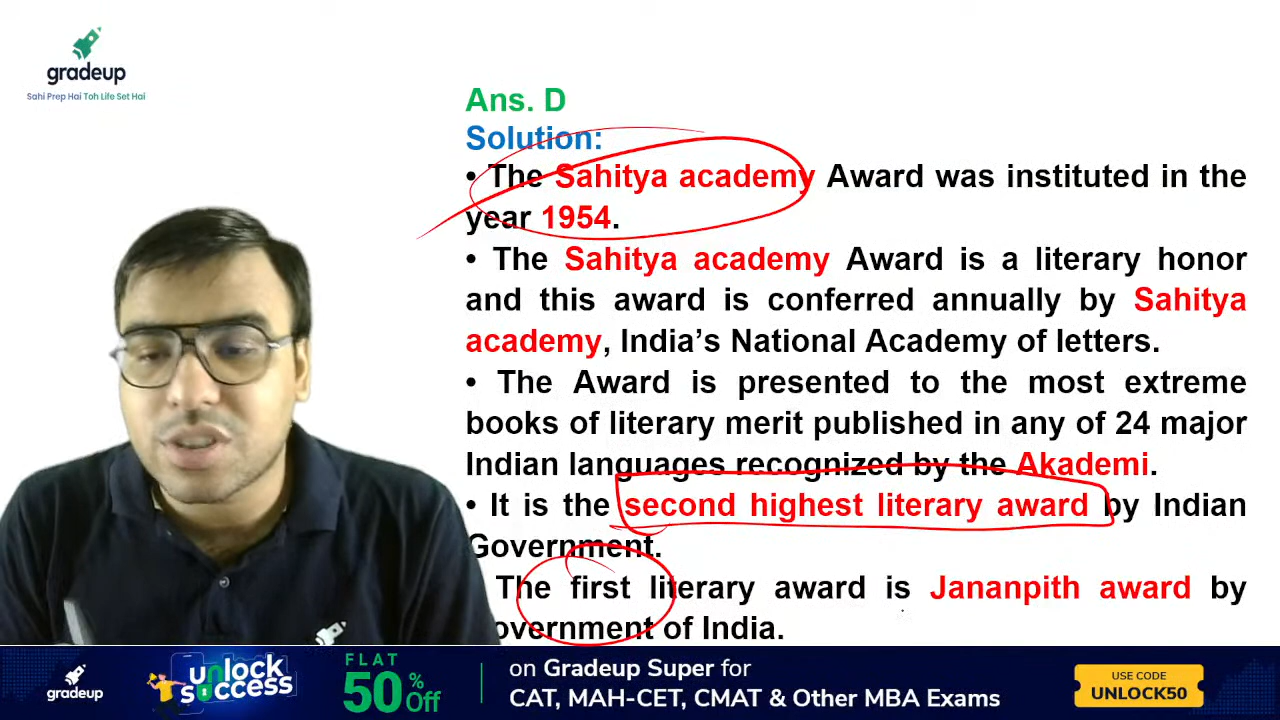 gradeup
Sahi Prep Hai Toh Life Set Hai
Ans. D
Solution:
• The Sahitya academy Award was instituted in the
year 1954.
• The Sahitya academy Award is a literary honor
and this award is conferred annually by Sahitya
academy, India's National Academy of letters.
• The Award is presented to the most extreme
books of literary merit published in any of 24 major
Indian languages recognized by the Akademi.
• It is the second highest literary award by Indian
Government.
The first literary award is Jananpith award by
overnment of India.
gradeup
unlock
success
FLAT
50% Off
on Gradeup Super for
CAT, MAH-CET, CMAT & Other MBA Exams
USE CODE
UNLOCK50